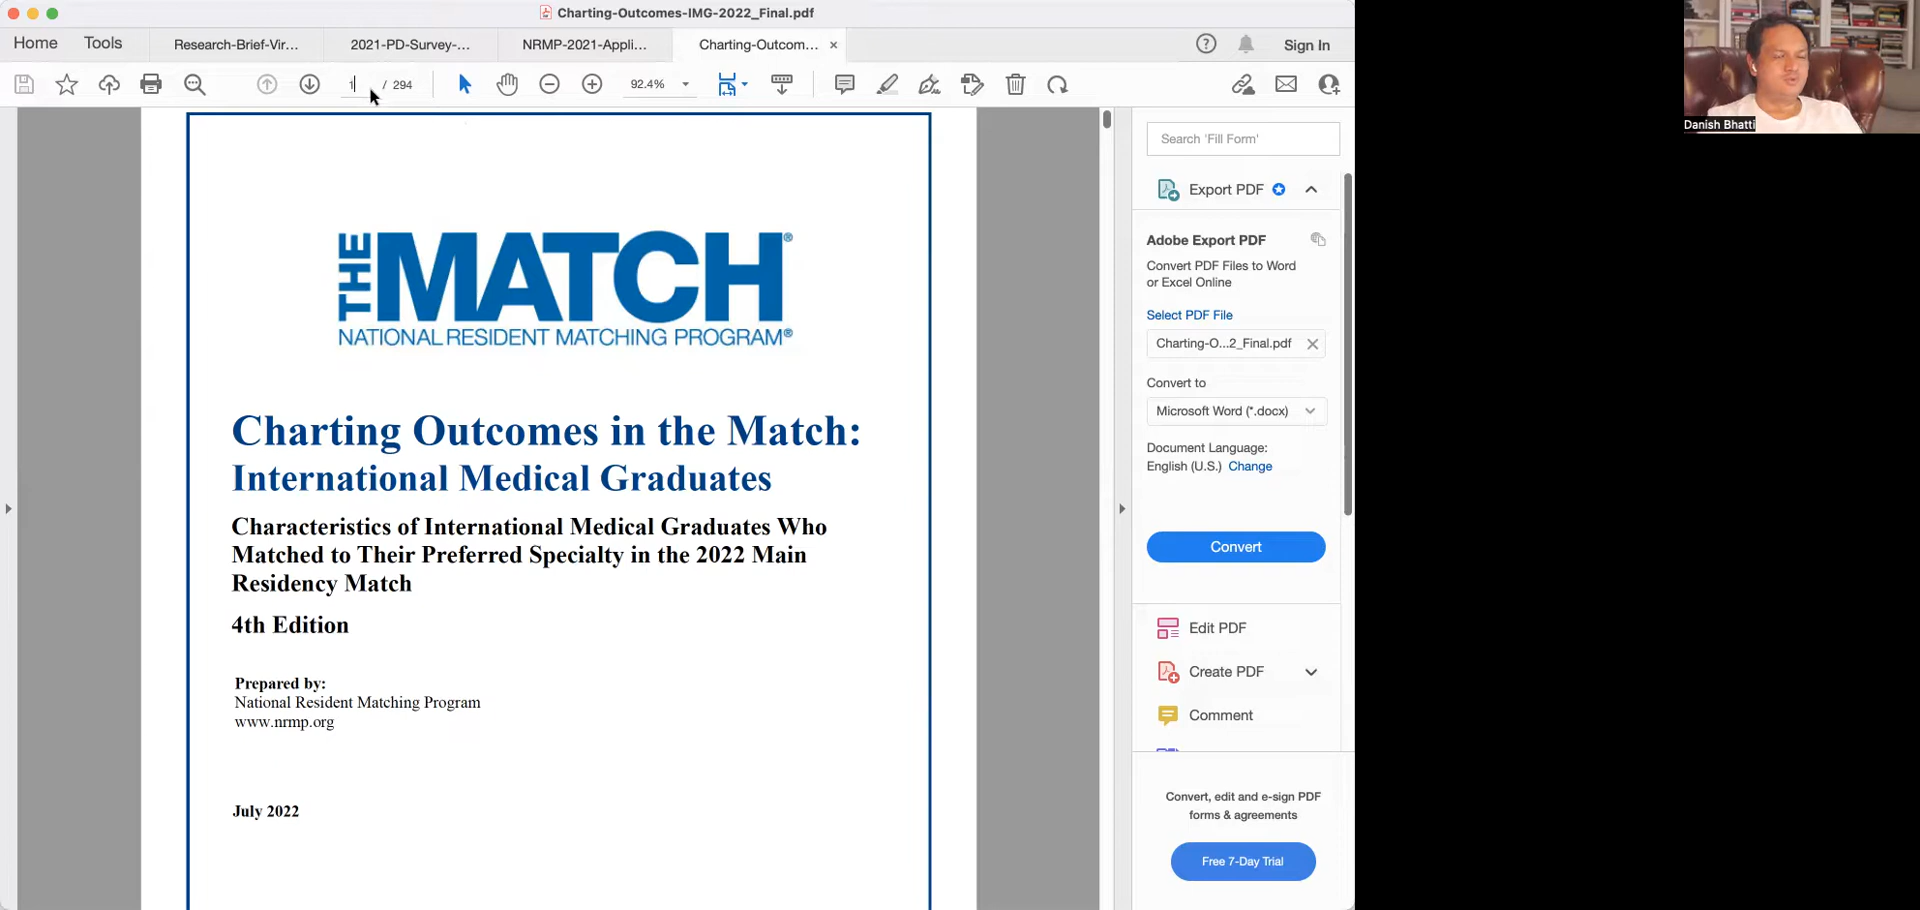 Charting-Outcomes-IMG-2022_Final.pdf
Home
Tools
Research-Brief-Vir...
2021-PD-Survey-...
NRMP-2021-Appli...
Charting-Outcom...
Sign In
1 / 294
92.4%
Danish Bhatti
THE MATCH®
NATIONAL RESIDENT MATCHING PROGRAM®
Charting Outcomes in the Match:
International Medical Graduates
Characteristics of International Medical Graduates Who
Matched to Their Preferred Specialty in the 2022 Main
Residency Match
4th Edition
Prepared by:
National Resident Matching Program
www.nrmp.org
July 2022
Search 'Fill Form'
Export PDF
Adobe Export PDF
Convert PDF Files to Word
or Excel Online
Select PDF File
Charting-O...2_Final.pdf
Convert to
Microsoft Word (*.docx)
Document Language:
English (U.S.) Change
Convert
Edit PDF
Create PDF
Comment
Convert, edit and e-sign PDF
forms & agreements
Free 7-Day Trial